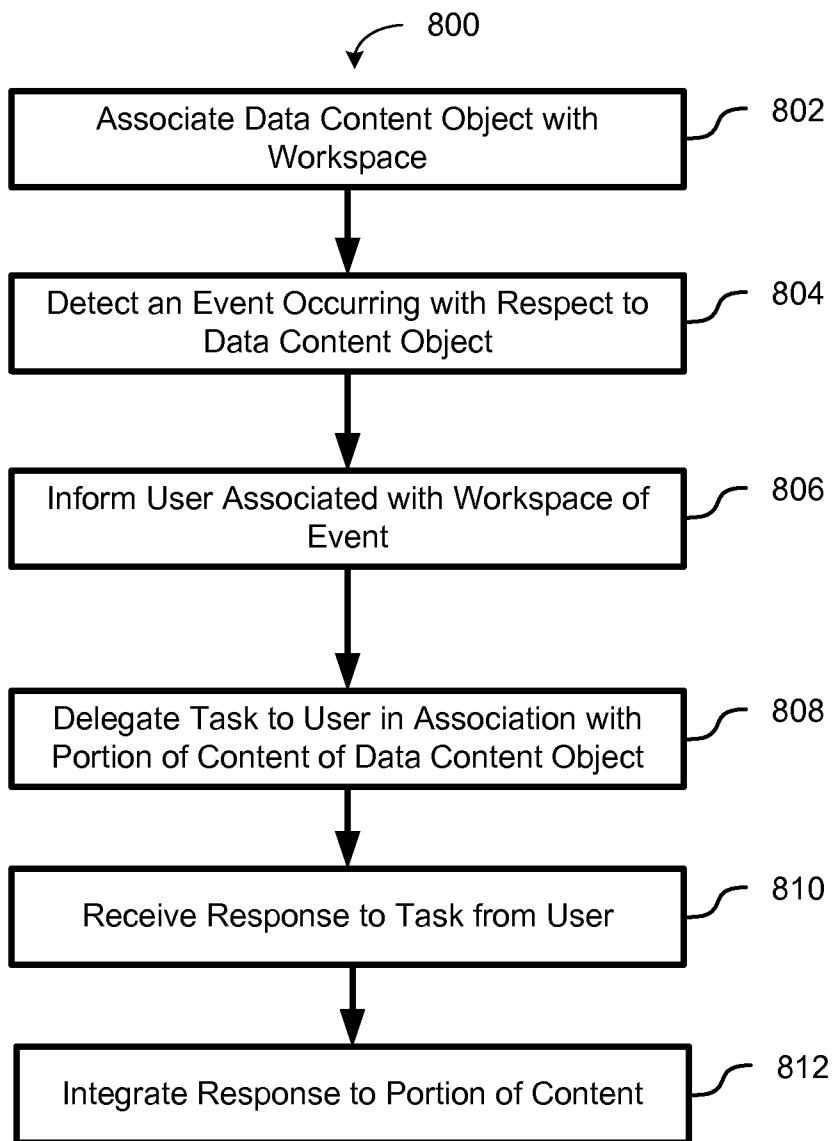 800
Associate Data Content Object with
Workspace
802
Detect an Event Occurring with Respect to
Data Content Object
804
Inform User Associated with Workspace of
Event
806
Delegate Task to User in Association with
Portion of Content of Data Content Object
808
Receive Response to Task from User
810
Integrate Response to Portion of Content
812